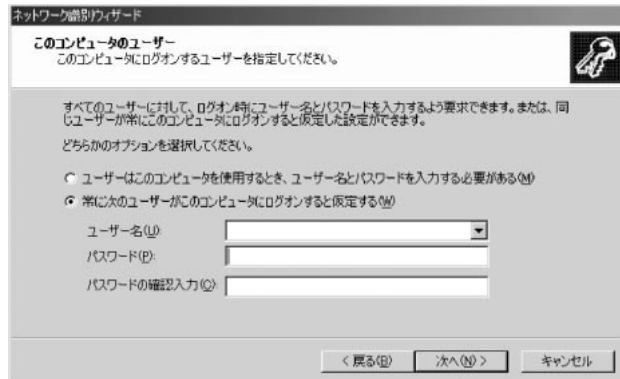 ネットワーク識別ウィザード
このコンピュータのユーザー
このコンピュータにログオンするユーザーを指定してください。
すべてのユーザーに対して、ログオン時にユーザー名とパスワードを入力するよう要求できます。または、同
じユーザーが常にこのコンピュータにログオンすると仮定した設定ができます。
どちらかのオプションを選択してください。
ユーザーはこのコンピュータを使用するとき、ユーザー名とパスワードを入力する必要がある(M)
常に次のユーザーがこのコンピュータにログオンすると仮定する(W)
ユーザー名(U):
パスワード(P):
パスワードの確認入力(C):
< 戻る(B)
次へ(N) >
キャンセル